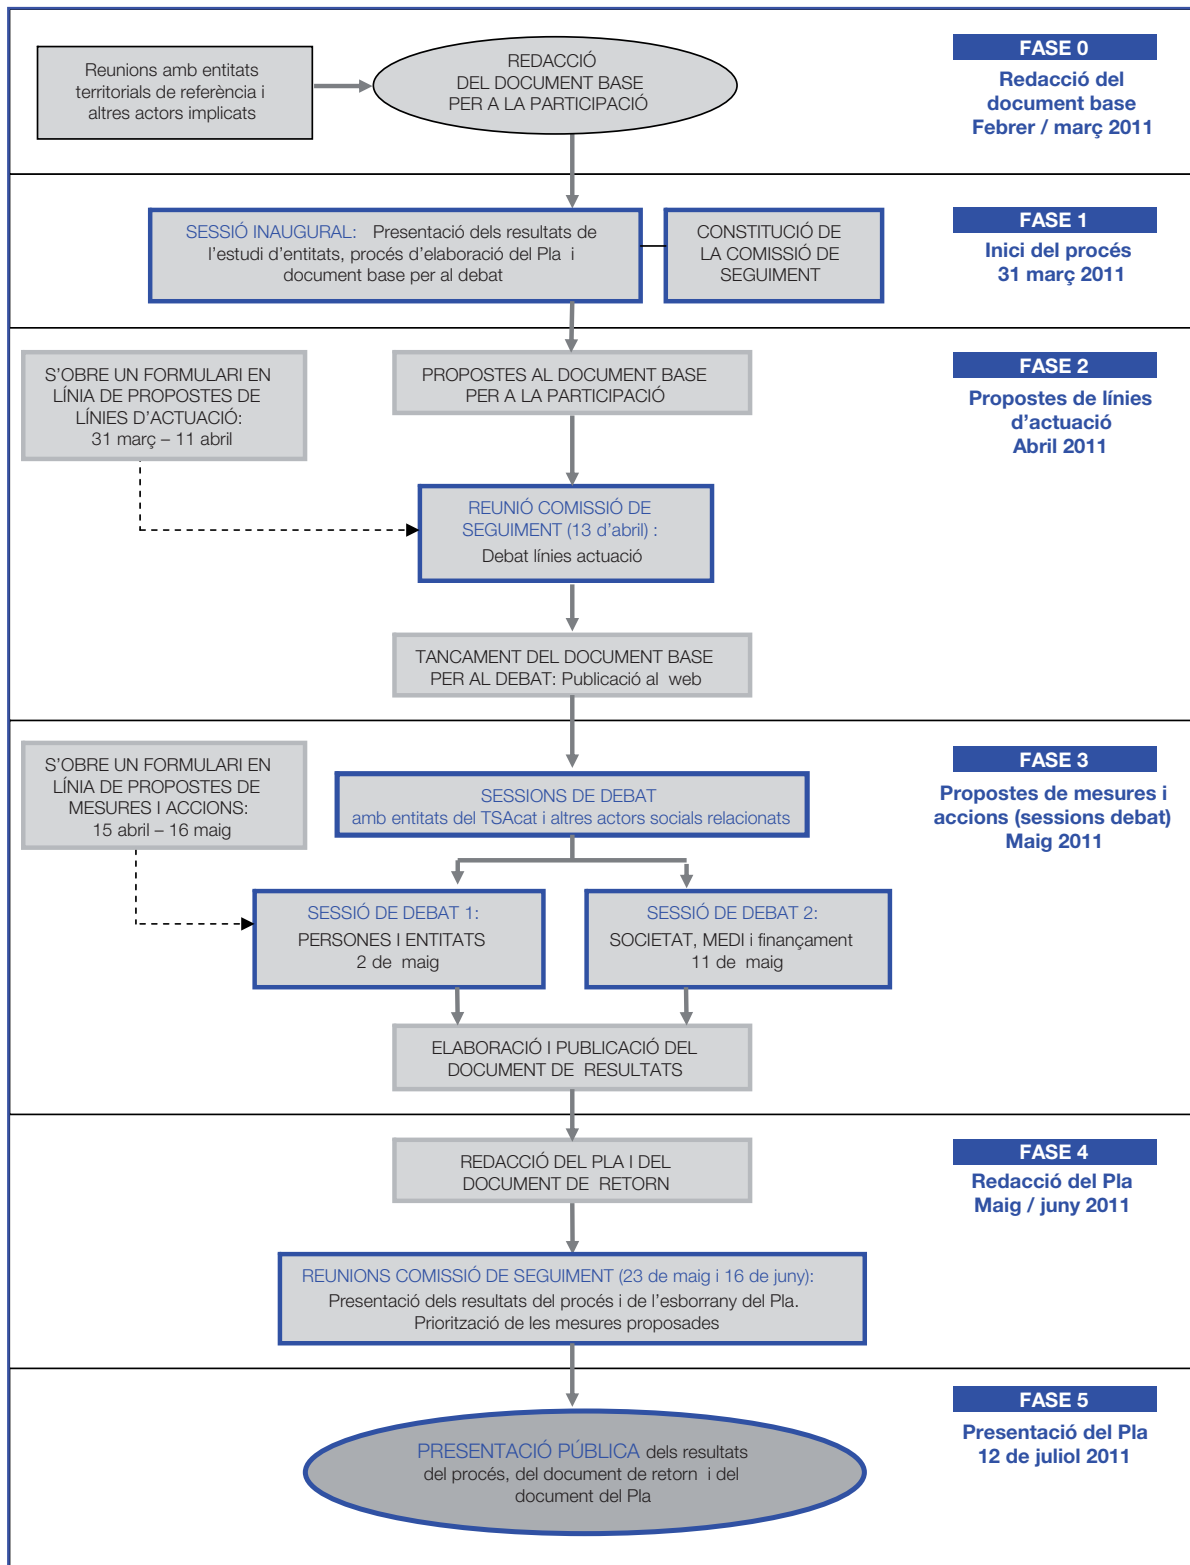 Reunions amb entitats
territorials de referència i
altres actors implicats
REDACCIÓ
DEL DOCUMENT BASE
PER A LA PARTICIPACIÓ
FASE 0
Redacció del
document base
Febrer / març 2011
SESSIÓ INAUGURAL: Presentació dels resultats de
l'estudi d'entitats, procés d'elaboració del Pla i
document base per al debat
CONSTITUCIÓ DE
LA COMISSIÓ DE
SEGUIMENT
FASE 1
Inici del procés
31 març 2011
S'OBRE UN FORMULARI EN
LÍNIA DE PROPOSTES DE
LÍNIES D'ACTUACIÓ:
31 març – 11 abril
PROPOSTES AL DOCUMENT BASE
PER A LA PARTICIPACIÓ
FASE 2
Propostes de línies
d'actuació
Abril 2011
REUNIÓ COMISSIÓ DE
SEGUIMENT (13 d'abril) :
Debat línies actuació
TANCAMENT DEL DOCUMENT BASE
PER AL DEBAT: Publicació al web
S'OBRE UN FORMULARI EN
LÍNIA DE PROPOSTES DE
MESURES I ACCIONS:
15 abril – 16 maig
SESSIONS DE DEBAT
amb entitats del TSAcat i altres actors socials relacionats
FASE 3
Propostes de mesures i
accions (sessions debat)
Maig 2011
SESSIÓ DE DEBAT 1:
PERSONES I ENTITATS
2 de maig
SESSIÓ DE DEBAT 2:
SOCIETAT, MEDI i finançament
11 de maig
ELABORACIÓ I PUBLICACIÓ DEL
DOCUMENT DE RESULTATS
REDACCIÓ DEL PLA I DEL
DOCUMENT DE RETORN
FASE 4
Redacció del Pla
Maig / juny 2011
REUNIONS COMISSIÓ DE SEGUIMENT (23 de maig i 16 de juny):
Presentació dels resultats del procés i de l'esborrany del Pla.
Priorització de les mesures proposades
FASE 5
Presentació del Pla
12 de juliol 2011
PRESENTACIÓ PÚBLICA dels resultats
del procés, del document de retorn i del
document del Pla